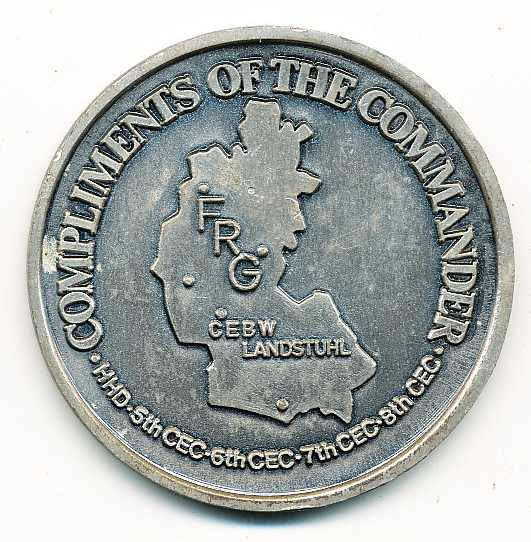 COMPLIMENTS OF THE COMMANDER
FRG
CEBW
LANDSTUHL
· HHD · 5th CEC · 6th CEC · 7th CEC · 8th CEC ·